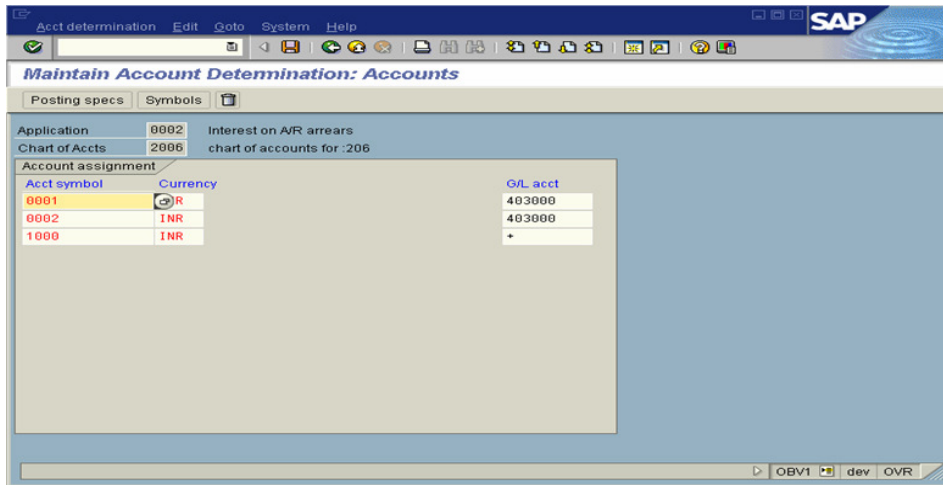 Acct determination Edit Goto System Help
SAP
Maintain Account Determination: Accounts
Posting specs Symbols
Application 0002 Interest on A/R arrears
Chart of Accts 2006 chart of accounts for :206
Account assignment
Acct symbol Currency G/L acct
0001 R 403000
0002 INR 403000
1000 INR +
OBV1 dev OVR